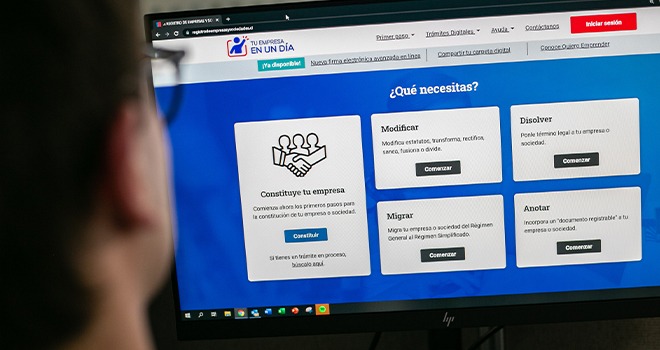 REGISTRO DE EMPRESAS Y SO
registrodeempresasysociedades.cl
TU EMPRESA
EN UN DÍA
Primer paso
Trámites Digitales
Ayuda
Contáctanos
Iniciar sesión
¡Ya disponible!
Nueva firma electrónica avanzada en línea
Compartir tu carpeta digital
Conoce Quiero Emprender
¿Qué necesitas?
Constituye tu empresa
Comienza ahora los primeros pasos para
la constitución de tu empresa o sociedad.
Constituir
Si tienes un trámite en proceso,
búscalo aquí.
Modificar
Modifica estatutos, transforma, rectifica,
sanea, fusiona o divide.
Comenzar
Disolver
Ponle término legal a tu empresa o
sociedad.
Comenzar
Migrar
Migra tu empresa o sociedad del Régimen
General al Régimen Simplificado.
Comenzar
Anotar
Incorpora un "documento registrable" a tu
empresa o sociedad.
Comenzar
hp